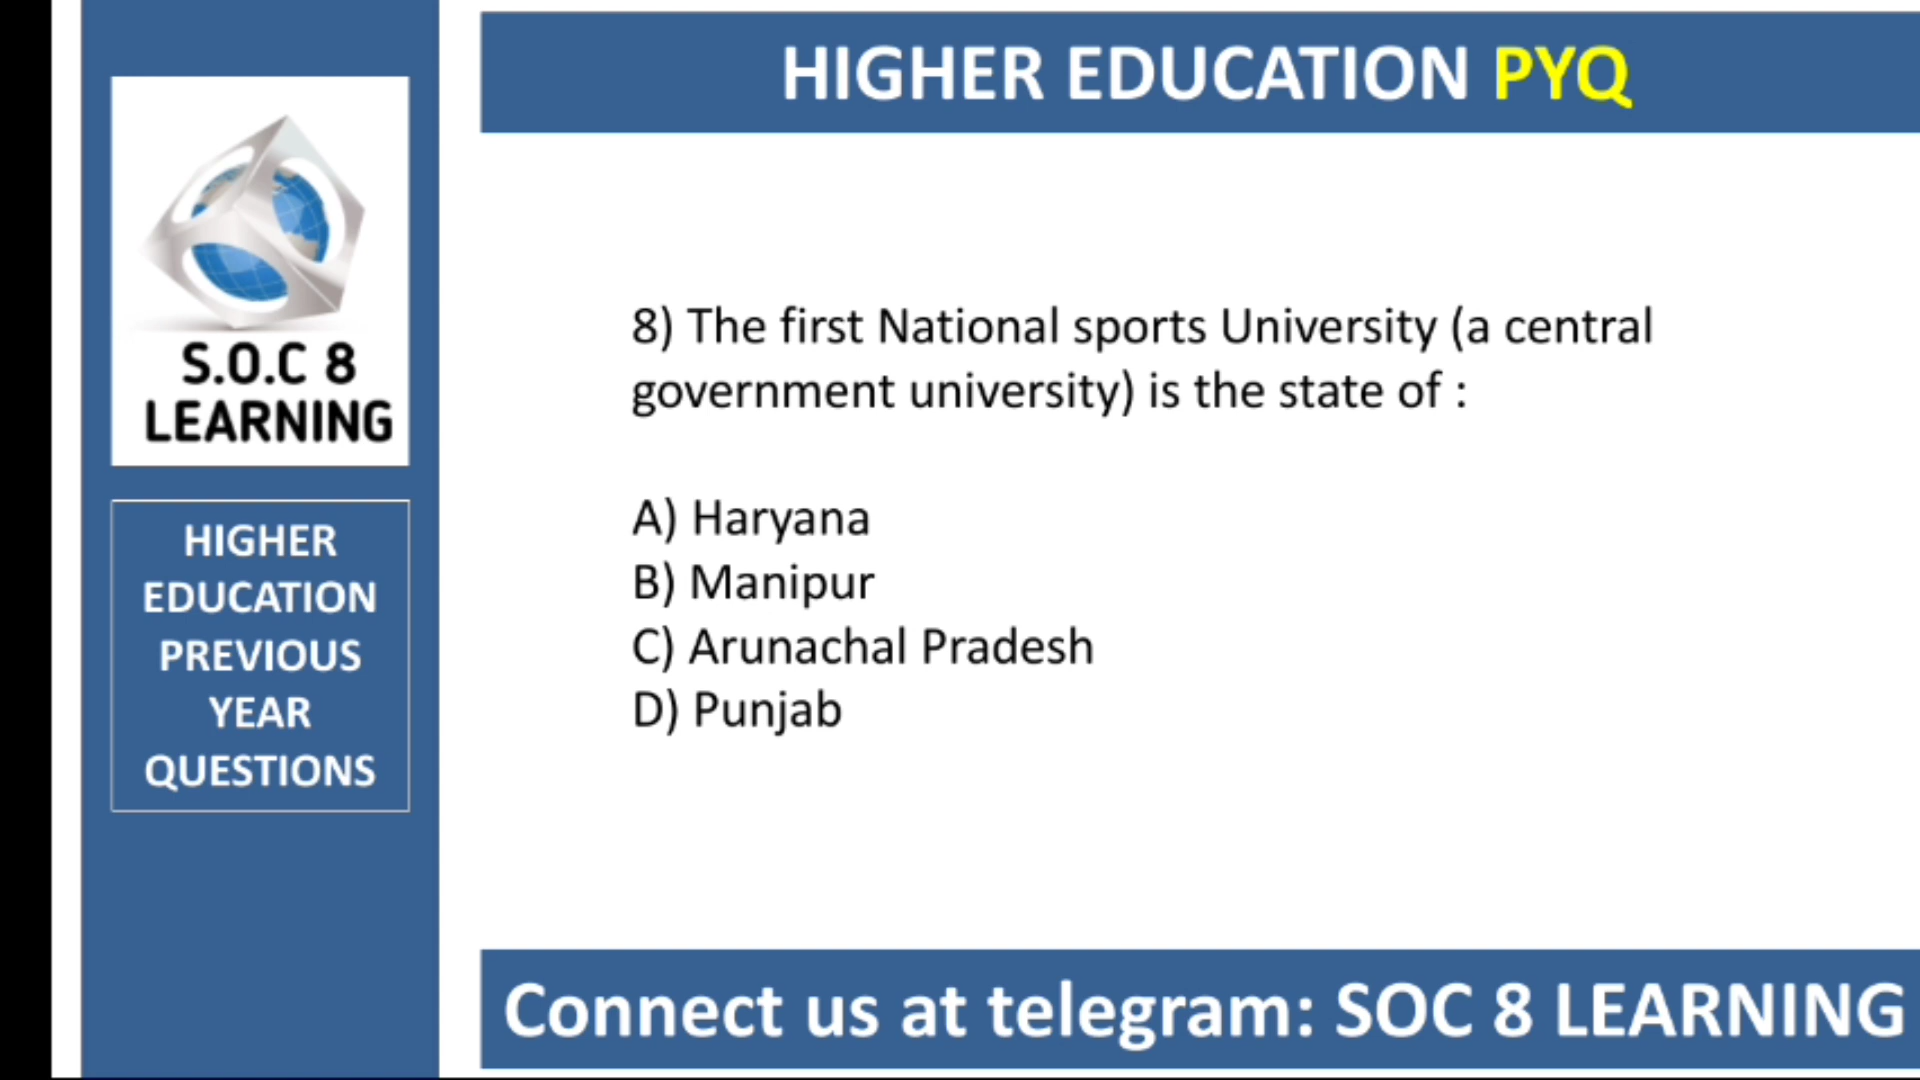 HIGHER EDUCATION PYQ
S.O.C 8
LEARNING
HIGHER
EDUCATION
PREVIOUS
YEAR
QUESTIONS
8) The first National sports University (a central
government university) is the state of :
A) Haryana
B) Manipur
C) Arunachal Pradesh
D) Punjab
Connect us at telegram: SOC 8 LEARNING